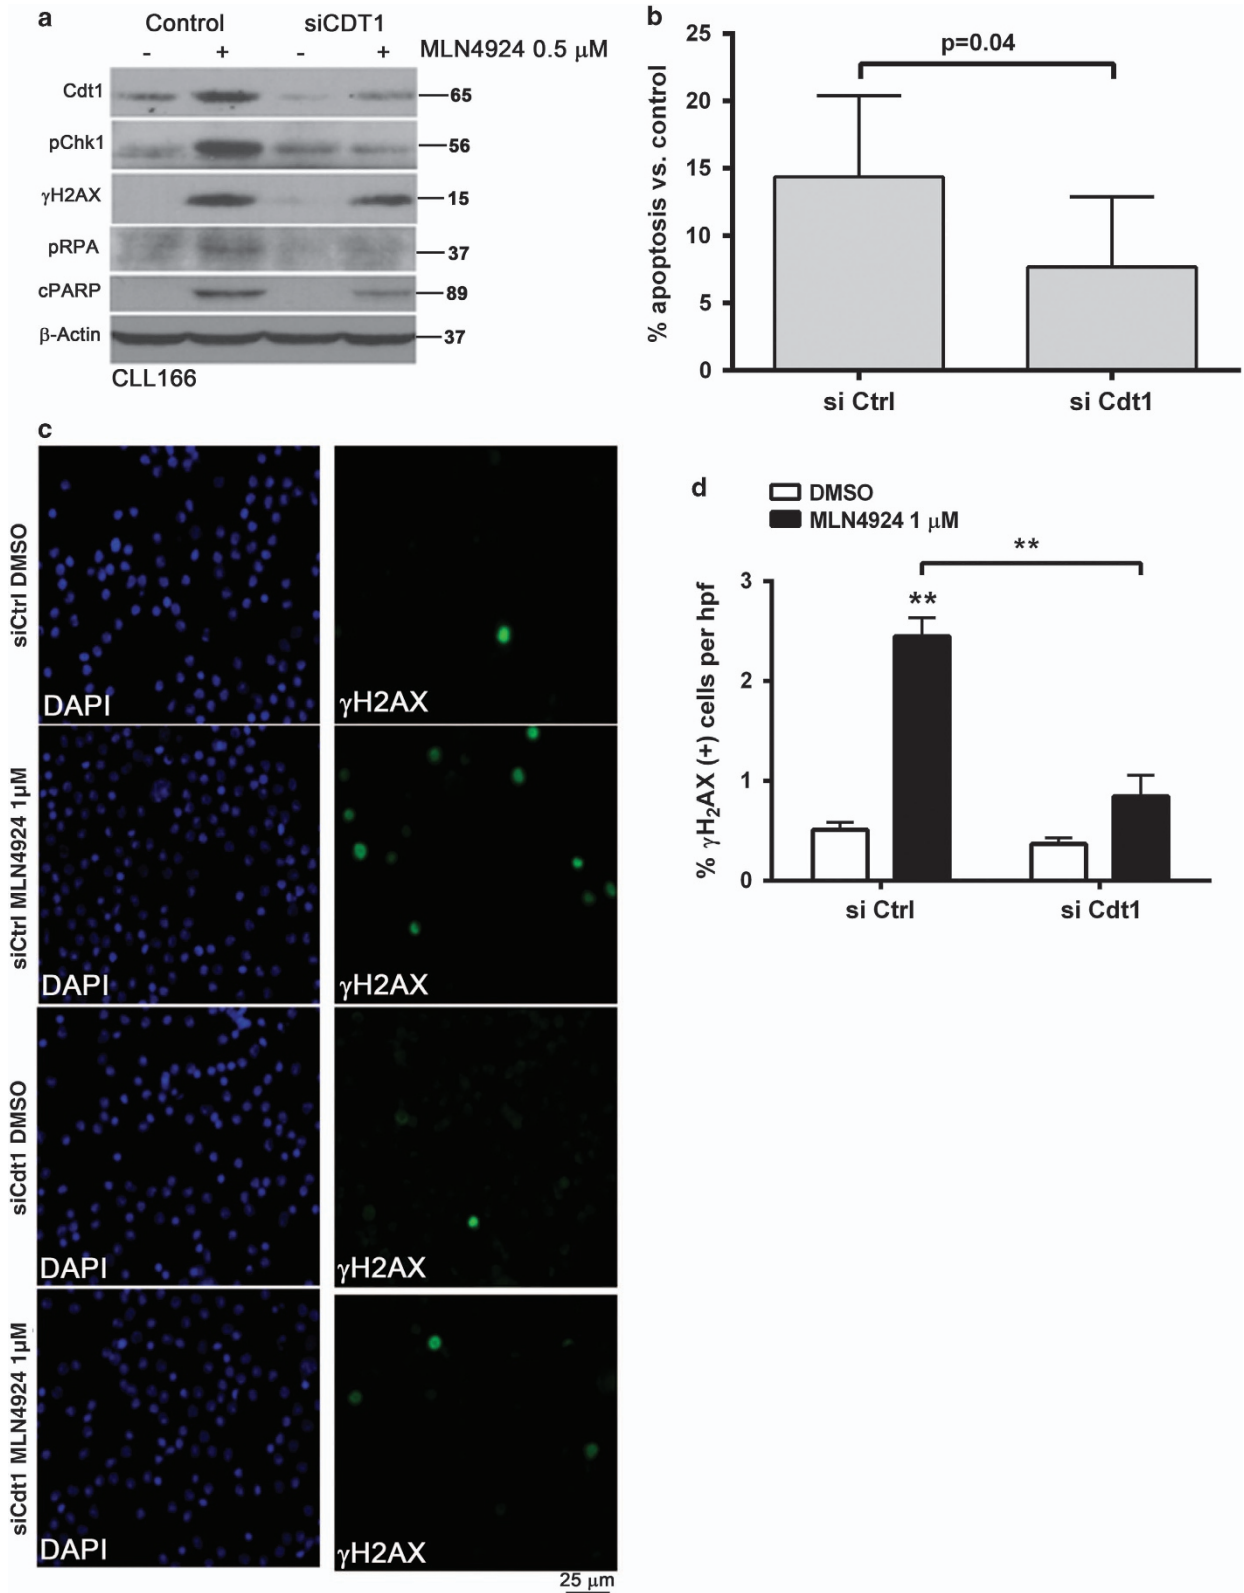 a
Control siCDT1
- + - + MLN4924 0.5 μM
Cdt1 65
pChk1 56
γH2AX 15
pRPA 37
cPARP 89
β-Actin 37
CLL166
b
% apoptosis vs. control
25
20
15
10
5
0
p=0.04
si Ctrl si Cdt1
c
siCtrl DMSO
DAPI γH2AX
siCtrl MLN4924 1μM
DAPI γH2AX
siCdt1 DMSO
DAPI γH2AX
siCdt1 MLN4924 1μM
DAPI γH2AX
25 μm
d
DMSO
MLN4924 1 μM
% γH₂AX (+) cells per hpf
3
2
1
0
**
**
si Ctrl si Cdt1